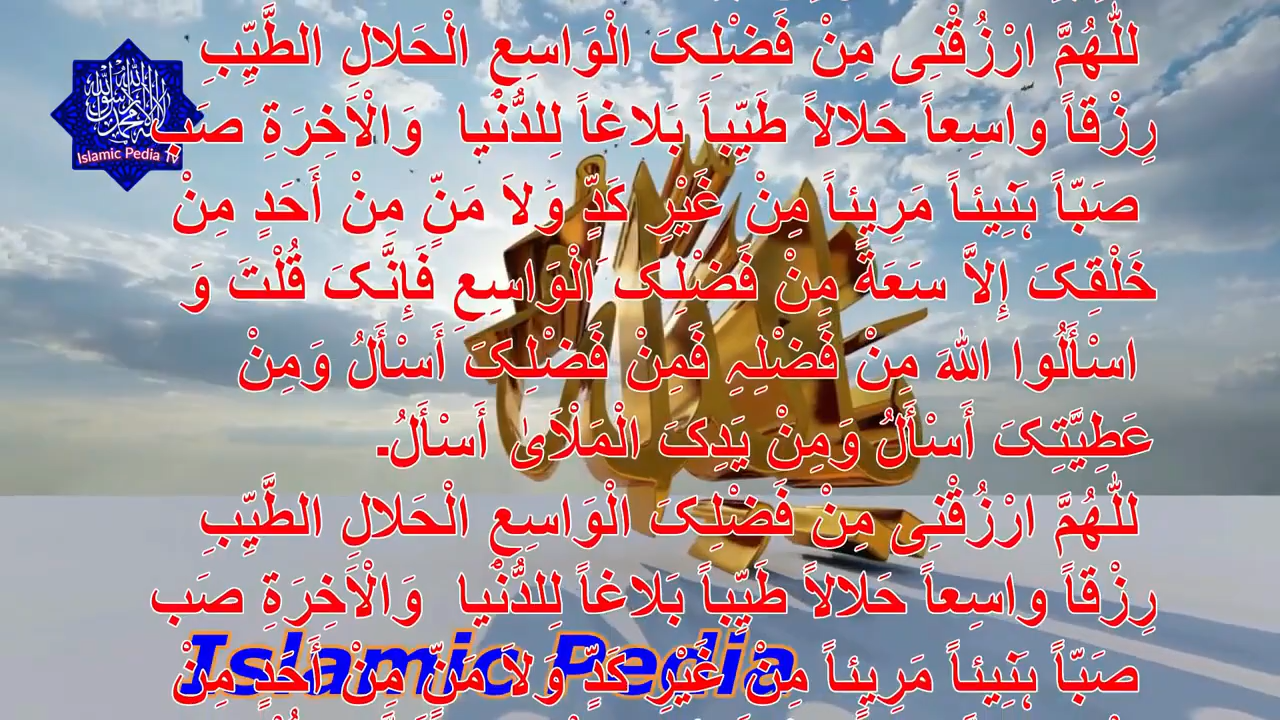 Islamic Pedia Tv
للّٰھُمَّ ارْزُقْنِی مِنْ فَضْلِکَ الْوَاسِعِ الْحَلالِ الطَّیِّبِ
رِزْقاً واسِعاً حَلالاً طَیِّباً بَلاغاً لِلدُّنْیا وَالْاَخِرَةِ صَب
صَبّاً ہَنِیئاً مَرِیئاً مِنْ غَیْرِ کَدٍّ وَلاَ مَنٍّ مِنْ أَحَدٍ مِنْ
خَلْقِکَ إِلاَّ سَعَةً مِنْ فَضْلِکَ الْوَاسِعِ فَإِنَّکَ قُلْتَ وَ
اسْأَلُوا اللهَ مِنْ فَضْلِہِ فَمِنْ فَضْلِکَ أَسْأَلُ وَمِنْ
عَطِیَّتِکَ أَسْأَلُ وَمِنْ یَدِکَ الْمَلْاَیٰ أَسْأَلُ.
للّٰھُمَّ ارْزُقْنِی مِنْ فَضْلِکَ الْوَاسِعِ الْحَلالِ الطَّیِّبِ
رِزْقاً واسِعاً حَلالاً طَیِّباً بَلاغاً لِلدُّنْیا وَالْاَخِرَةِ صَب
Islamic Pedia
صَبّاً ہَنِیئاً مَرِیئاً مِنْ غَیْرِ کَدٍّ وَلاَ مَنٍّ مِنْ أَحَدٍ مِنْ